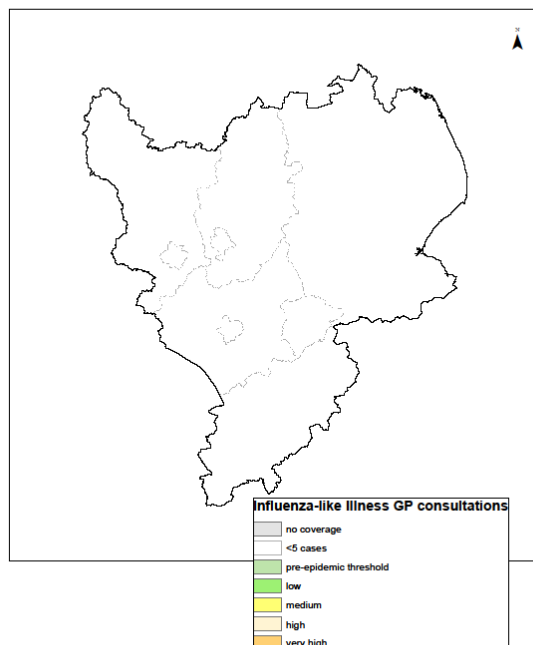 N
Influenza-like Illness GP consultations
no coverage
<5 cases
pre-epidemic threshold
low
medium
high
very high